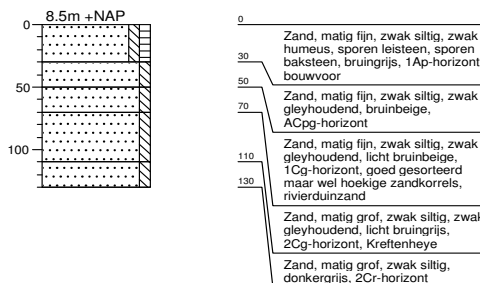 8.5m +NAP
0
50
100
0
Zand, matig fijn, zwak siltig, zwak
humeus, sporen leisteen, sporen
baksteen, bruingrijs, 1Ap-horizont,
bouwvoor
30
Zand, matig fijn, zwak siltig, zwak
gleyhoudend, bruinbeige,
ACpg-horizont
50
Zand, matig fijn, zwak siltig, zwak
gleyhoudend, licht bruinbeige,
1Cg-horizont, goed gesorteerd
maar wel hoekige zandkorrels,
rivierduinzand
70
Zand, matig grof, zwak siltig, zwak
gleyhoudend, licht bruingrijs,
2Cg-horizont, Kreftenheye
110
Zand, matig grof, zwak siltig,
donkergrijs, 2Cr-horizont
130